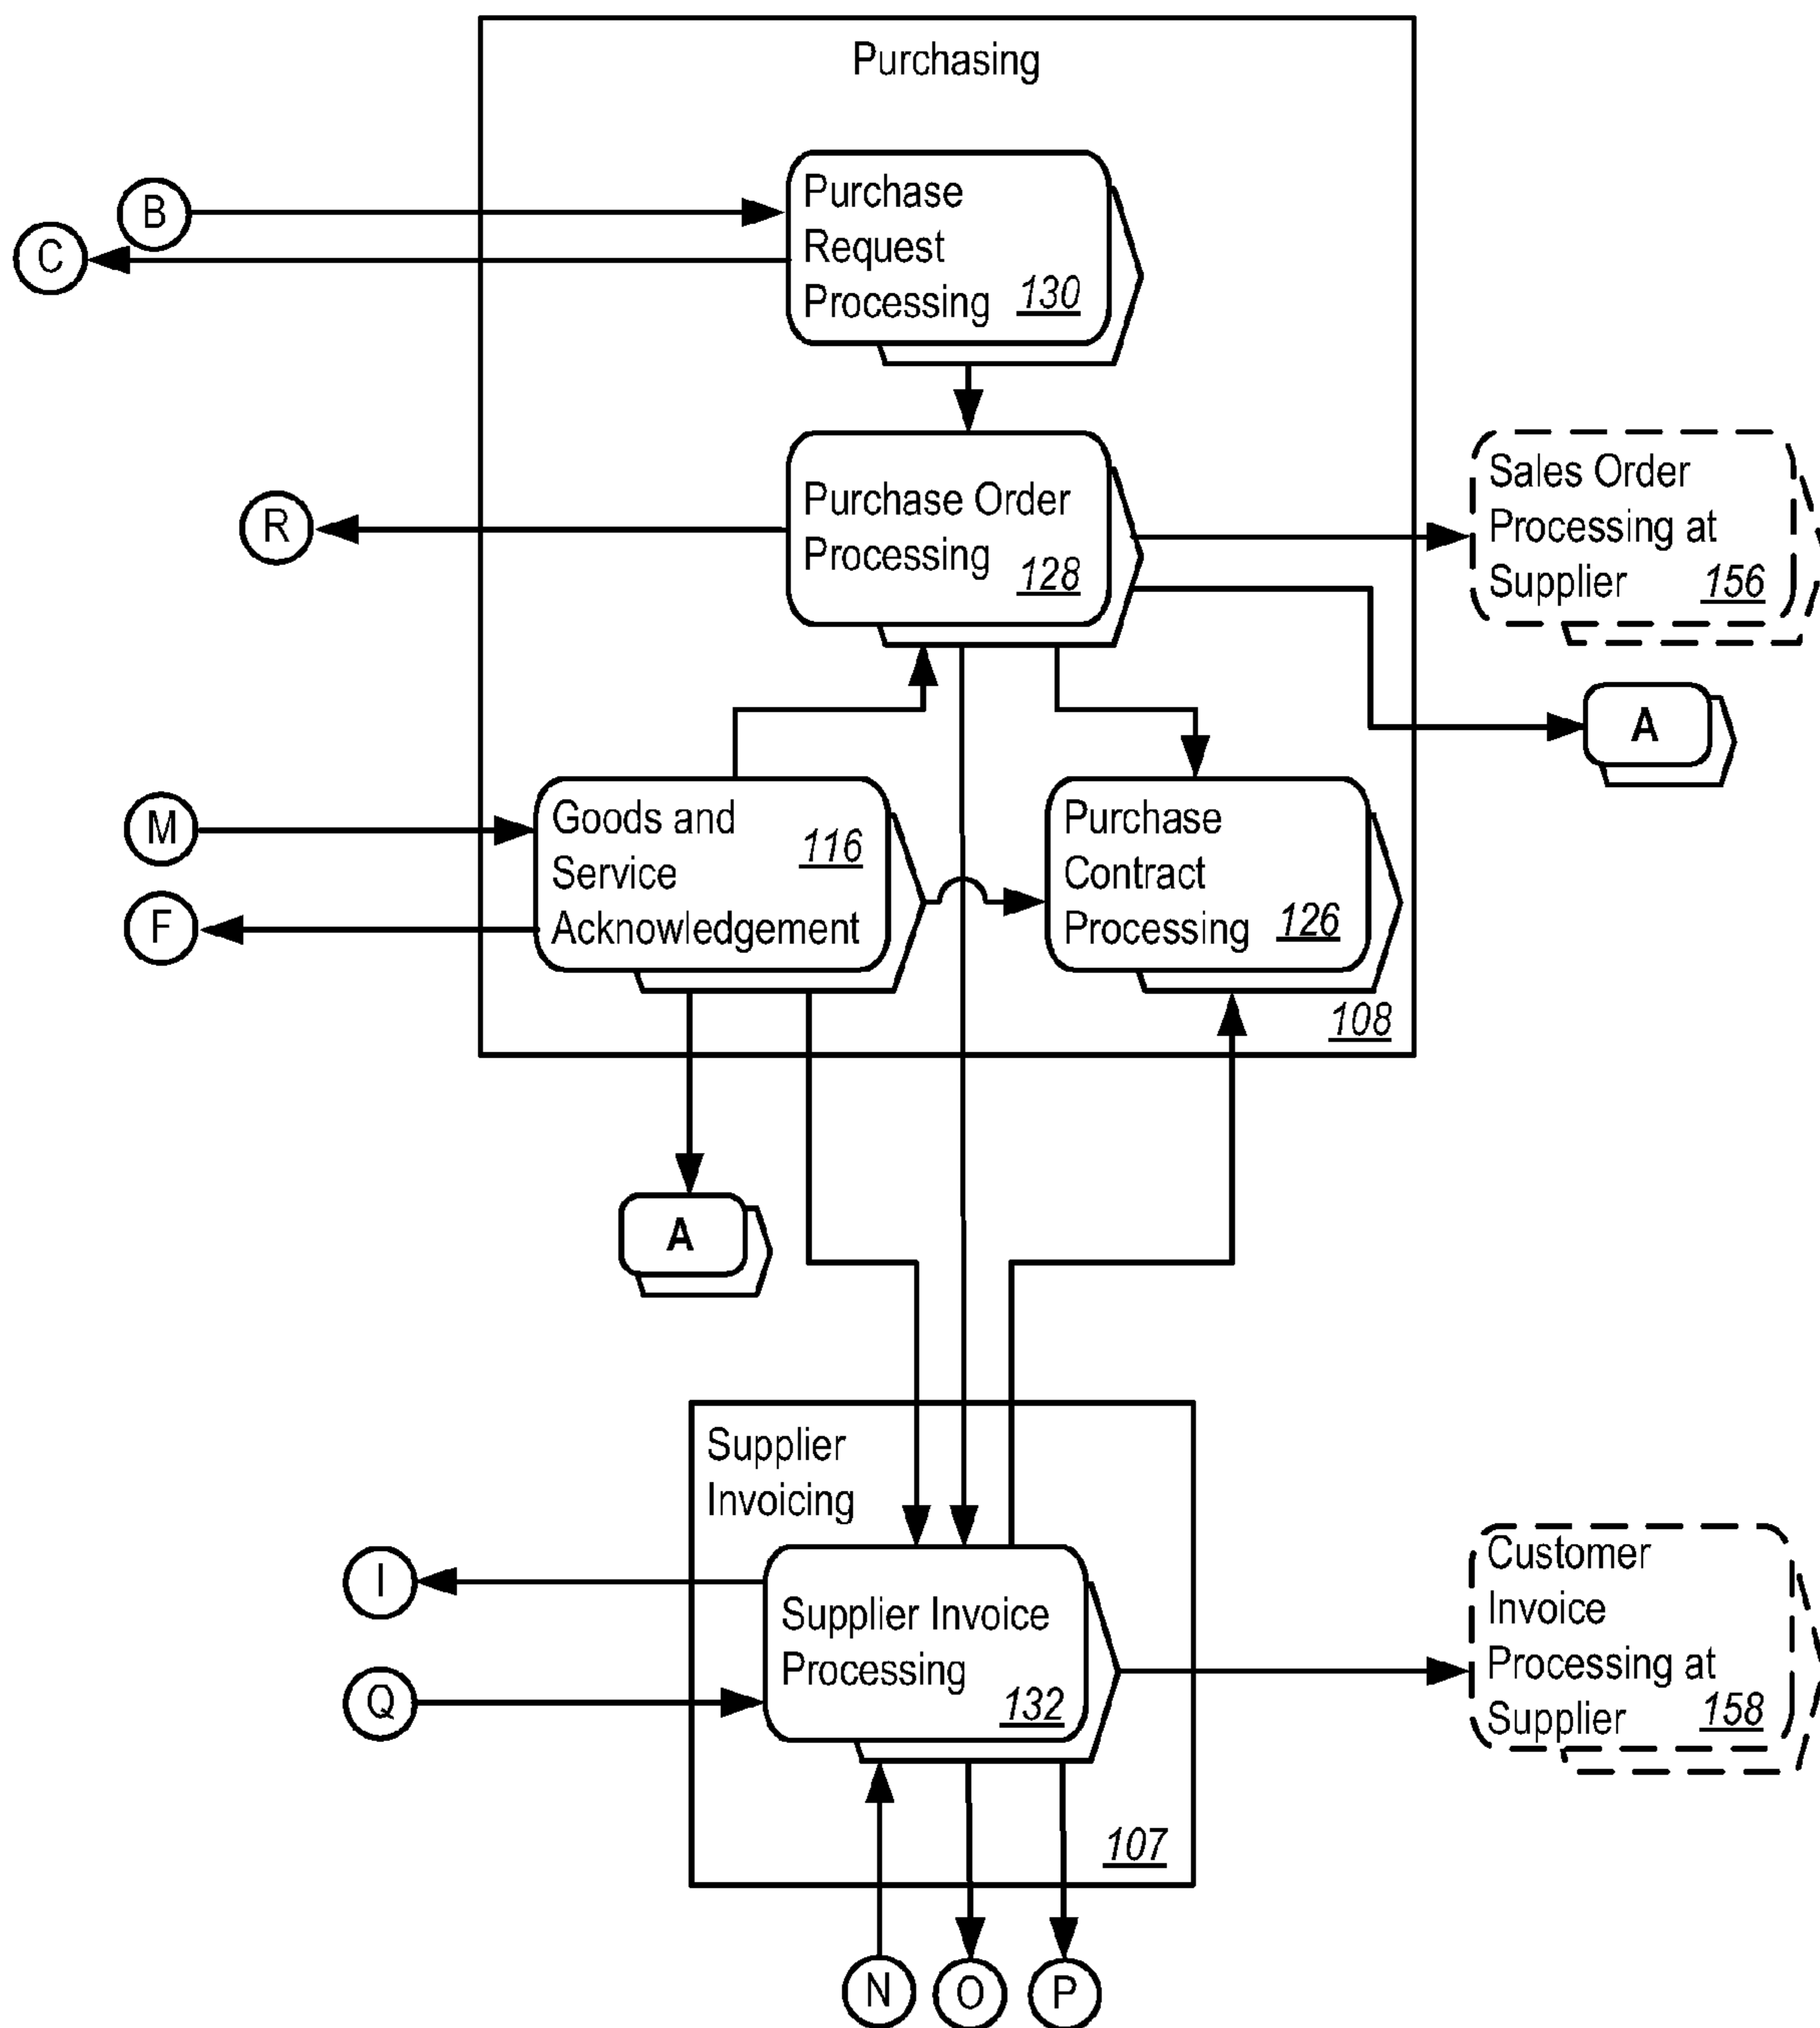 Purchasing
B
C
Purchase
Request
Processing
130
R
Purchase Order
Processing
128
Sales Order
Processing at
Supplier
156
A
M
F
Goods and
Service
Acknowledgement
116
Purchase
Contract
Processing
126
108
A
Supplier
Invoicing
I
Q
Supplier Invoice
Processing
132
Customer
Invoice
Processing at
Supplier
158
107
N
O
P